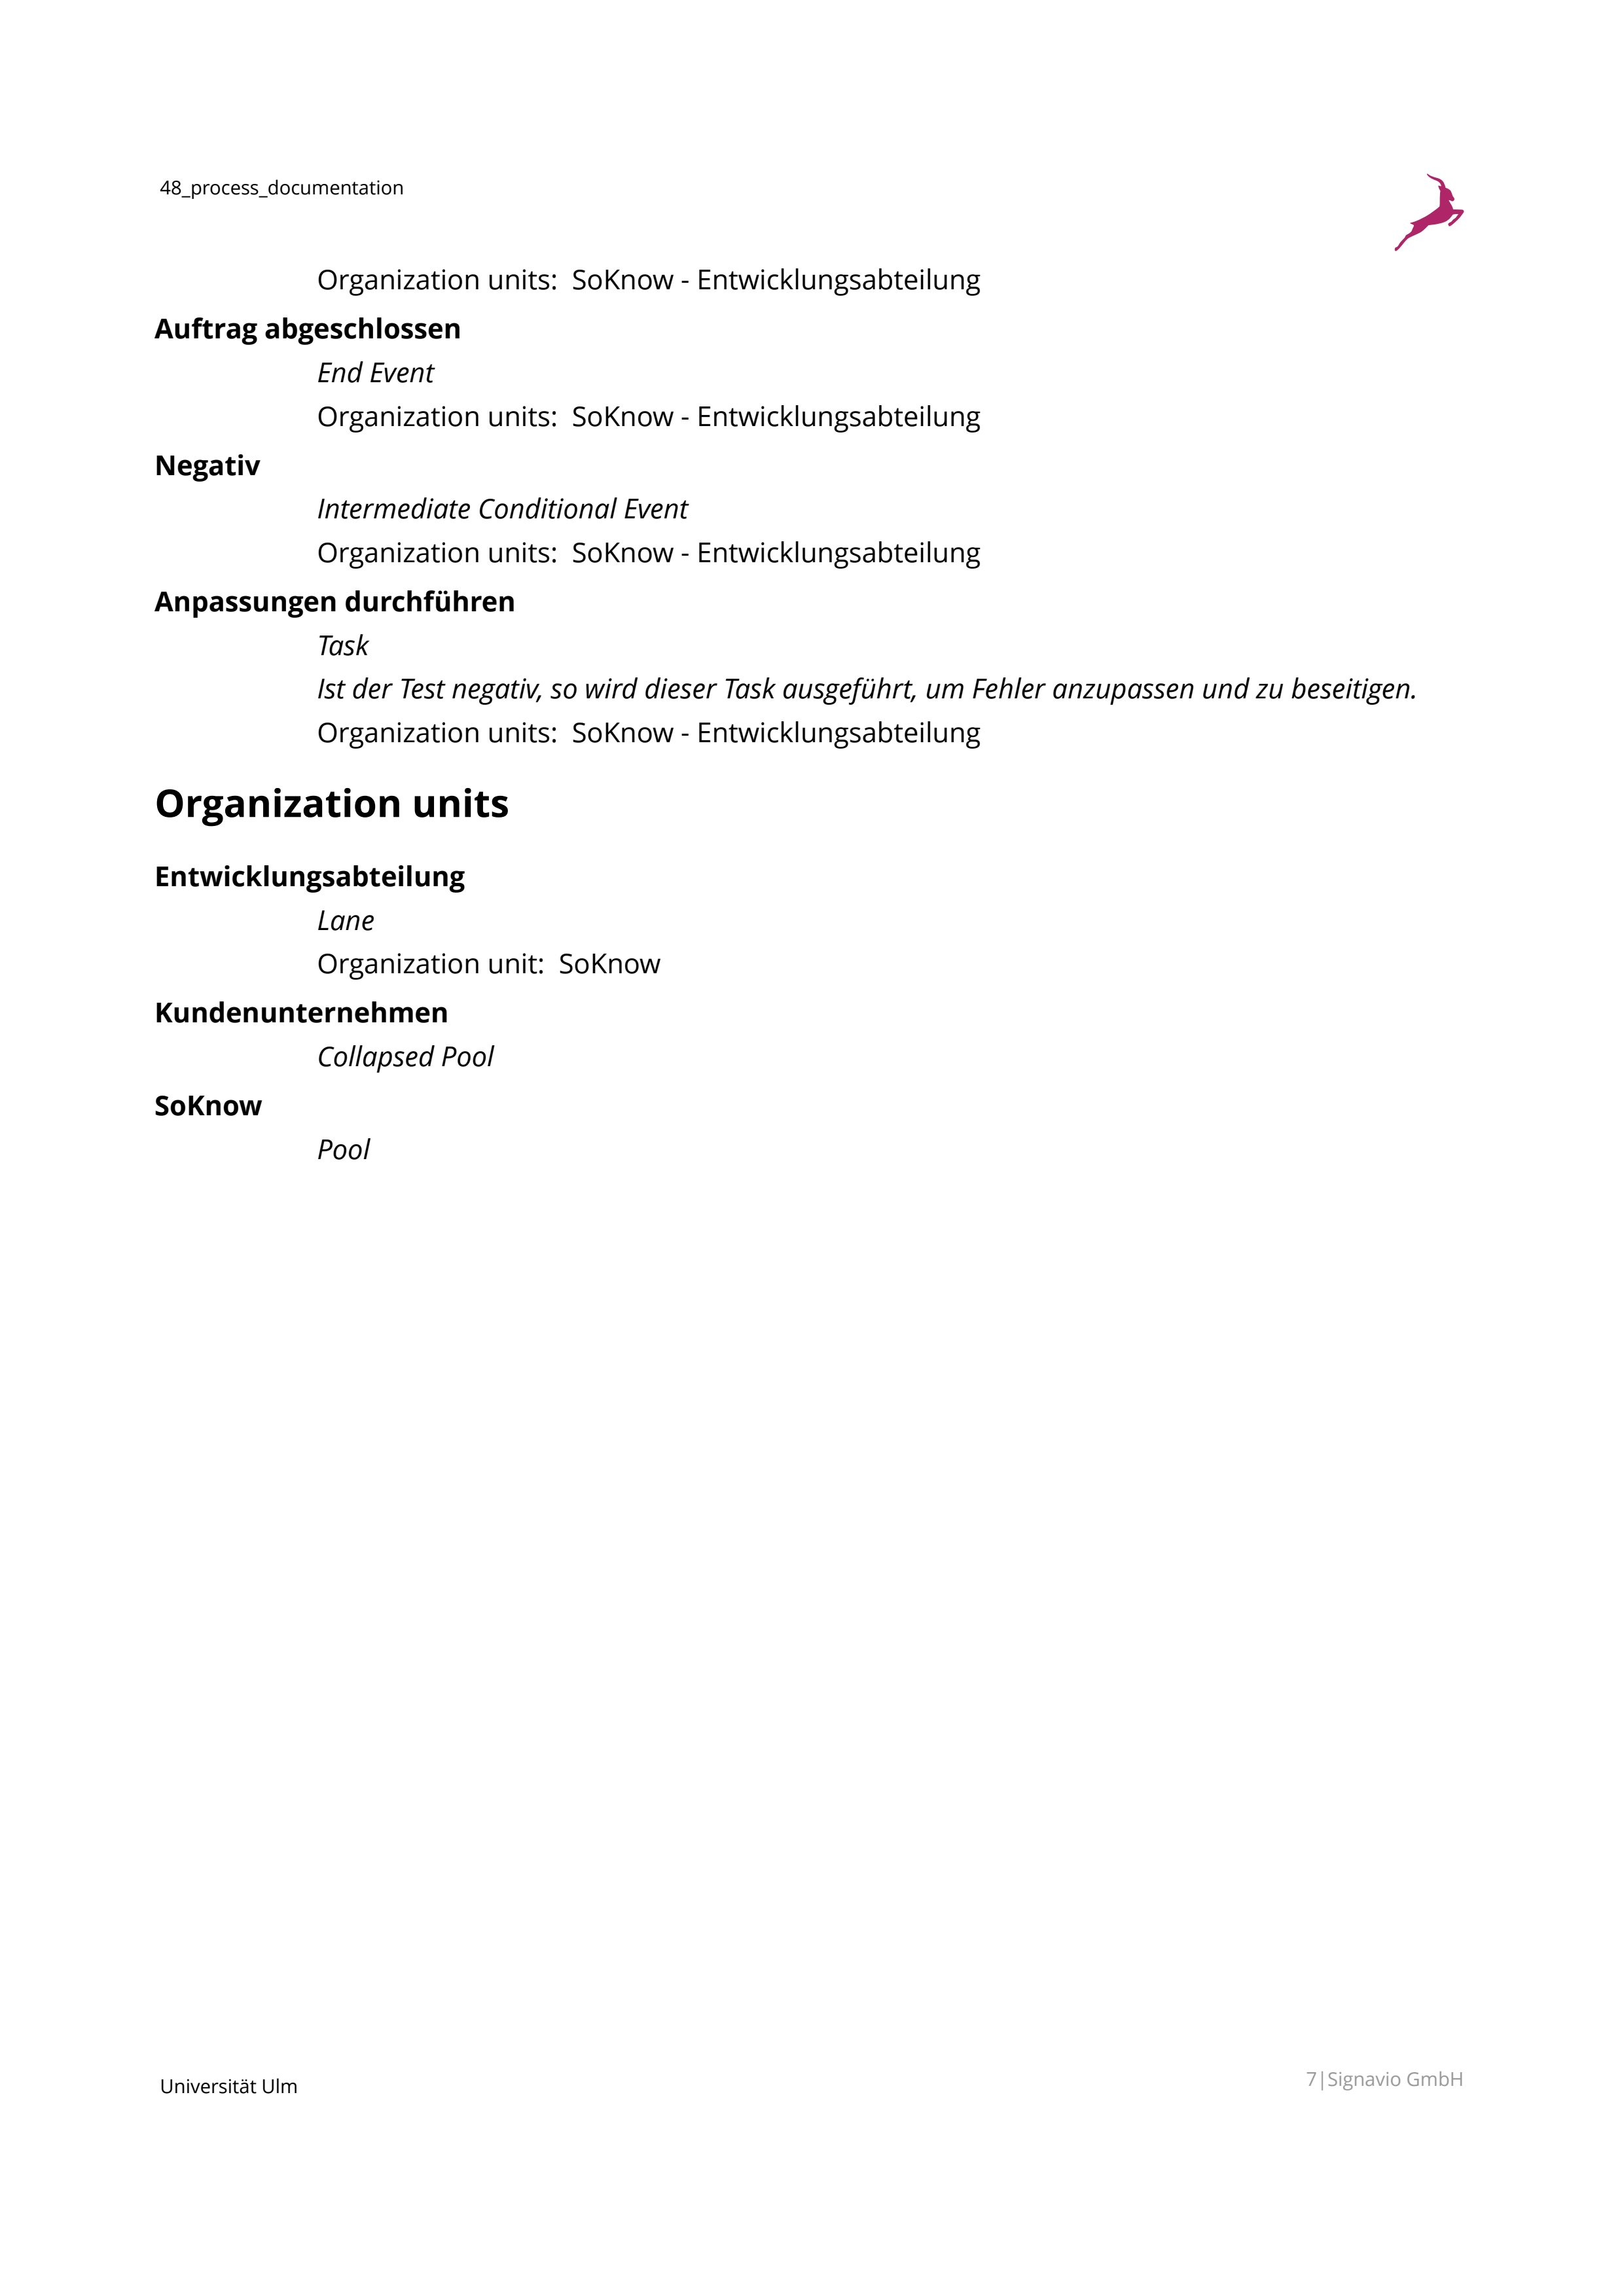 48_process_documentation
Organization units:  SoKnow - Entwicklungsabteilung
Auftrag abgeschlossen
End Event
Organization units:  SoKnow - Entwicklungsabteilung
Negativ
Intermediate Conditional Event
Organization units:  SoKnow - Entwicklungsabteilung
Anpassungen durchführen
Task
Ist der Test negativ, so wird dieser Task ausgeführt, um Fehler anzupassen und zu beseitigen.
Organization units:  SoKnow - Entwicklungsabteilung
Organization units
Entwicklungsabteilung
Lane
Organization unit:  SoKnow
Kundenunternehmen
Collapsed Pool
SoKnow
Pool
Universität Ulm
7|Signavio GmbH